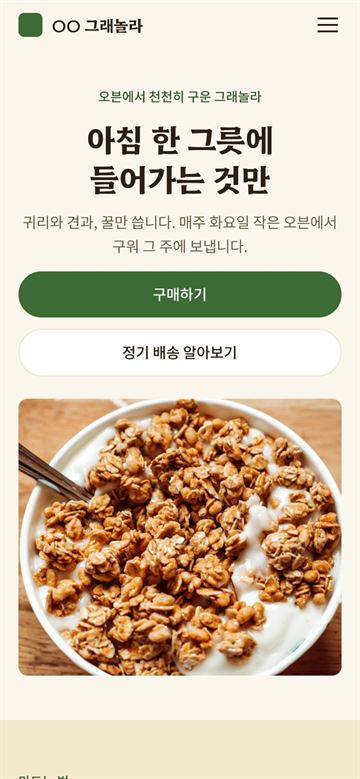 ○○ 그래놀라
오븐에서 천천히 구운 그래놀라
아침 한 그릇에
들어가는 것만
귀리와 견과, 꿀만 씁니다. 매주 화요일 작은 오븐에서
구워 그 주에 보냅니다.
구매하기
정기 배송 알아보기